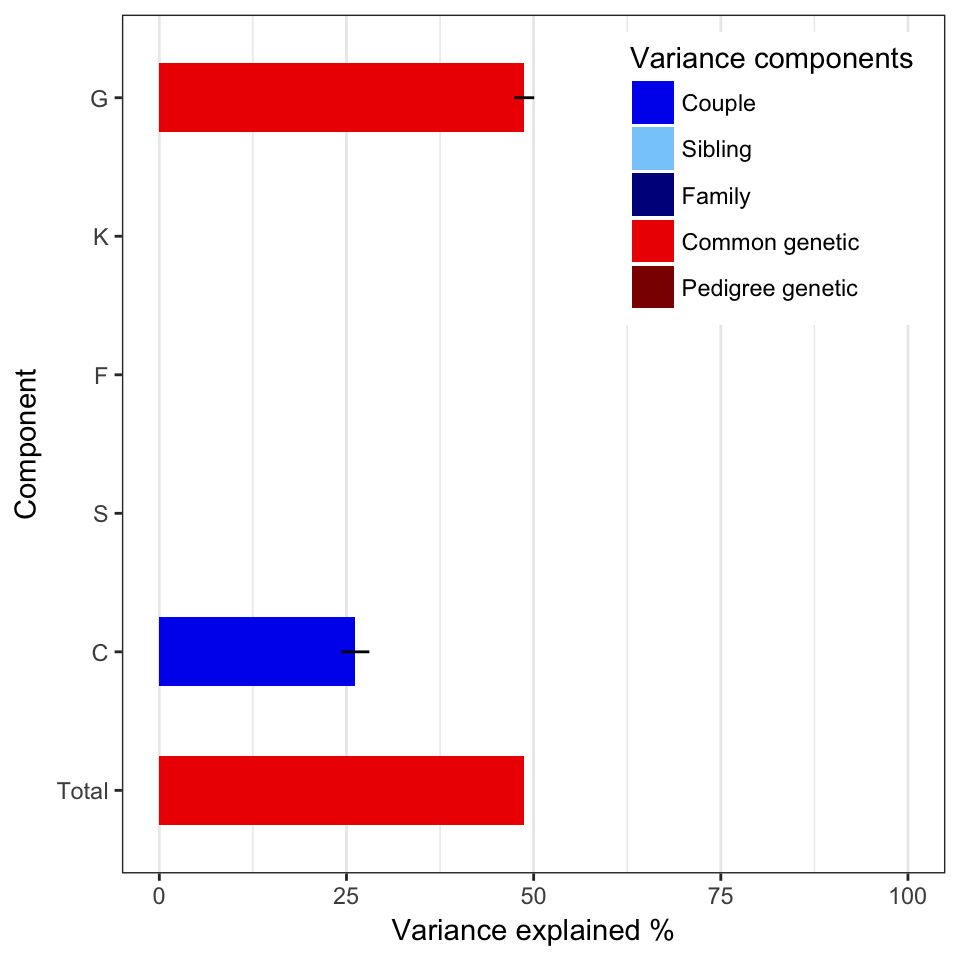 Variance components
Couple
Sibling
Family
Common genetic
Pedigree genetic
Component
G
K
F
S
C
Total
0 25 50 75 100
Variance explained %